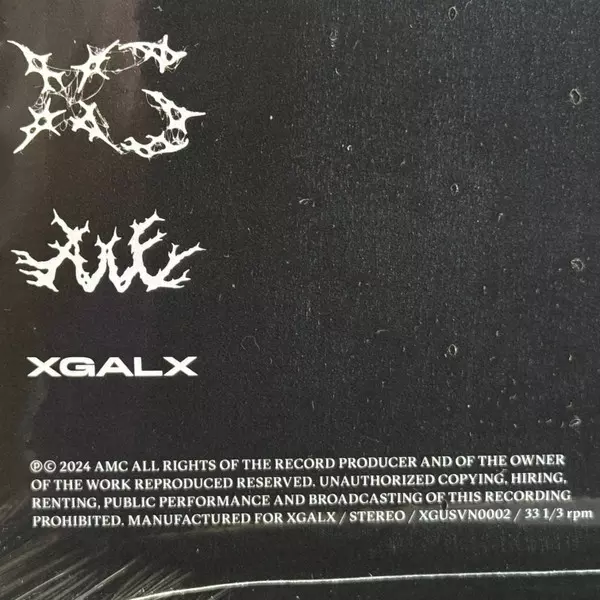 XGALX
℗© 2024 AMC ALL RIGHTS OF THE RECORD PRODUCER AND OF THE OWNER
OF THE WORK REPRODUCED RESERVED. UNAUTHORIZED COPYING, HIRING,
RENTING, PUBLIC PERFORMANCE AND BROADCASTING OF THIS RECORDING
PROHIBITED. MANUFACTURED FOR XGALX / STEREO / XGUSVN0002 / 33 1/3 rpm